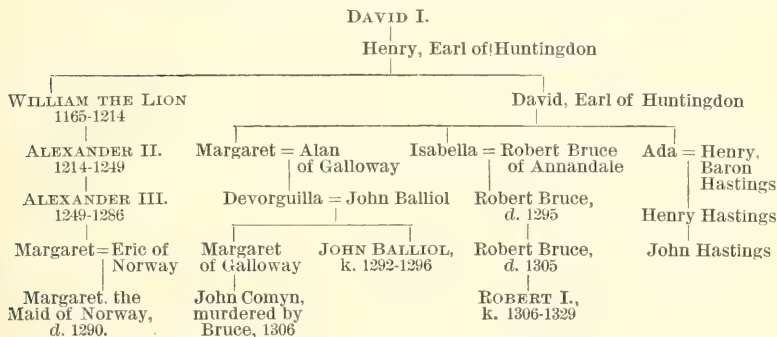 DAVID I.
Henry, Earl of Huntingdon
WILLIAM THE LION
1165-1214
David, Earl of Huntingdon
ALEXANDER II.
1214-1249
Margaret = Alan
of Galloway
Isabella = Robert Bruce
of Annandale
Ada = Henry,
Baron
Hastings
ALEXANDER III.
1249-1286
Devorguilla = John Balliol
Robert Bruce,
d. 1295
Henry Hastings
Margaret = Eric of
Norway
Margaret
of Galloway
JOHN BALLIOL,
k. 1292-1296
Robert Bruce,
d. 1305
John Hastings
Margaret, the
Maid of Norway,
d. 1290.
John Comyn,
murdered by
Bruce, 1306
ROBERT I.,
k. 1306-1329